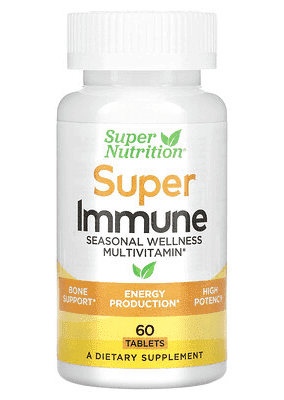 Super
Nutrition®
Super
Immune
SEASONAL WELLNESS
MULTIVITAMIN*
BONE
SUPPORT*
ENERGY
PRODUCTION*
HIGH
POTENCY
60
TABLETS
A DIETARY SUPPLEMENT